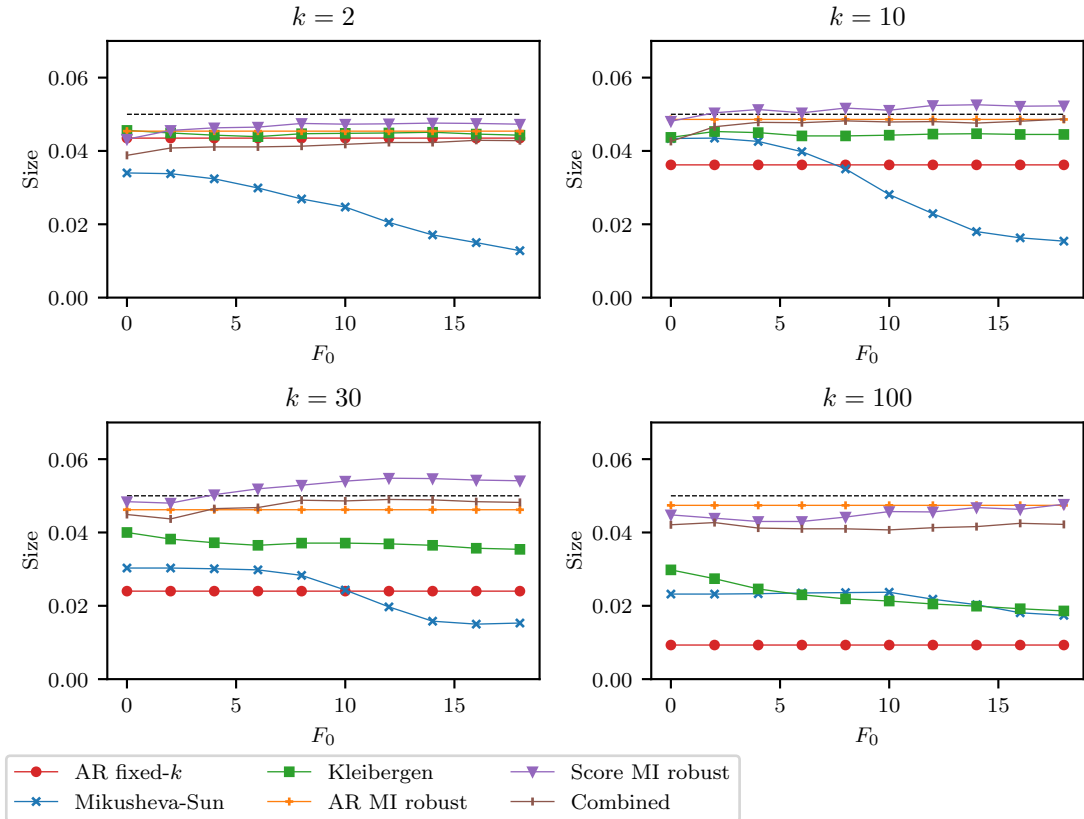 k = 2
k = 10
0.06
0.04
0.02
0.00
Size
0
5
10
15
F0
0.06
0.04
0.02
0.00
Size
0
5
10
15
F0
k = 30
k = 100
0.06
0.04
0.02
0.00
Size
0
5
10
15
F0
0.06
0.04
0.02
0.00
Size
0
5
10
15
F0
AR fixed-k
Kleibergen
Score MI robust
Mikusheva-Sun
AR MI robust
Combined